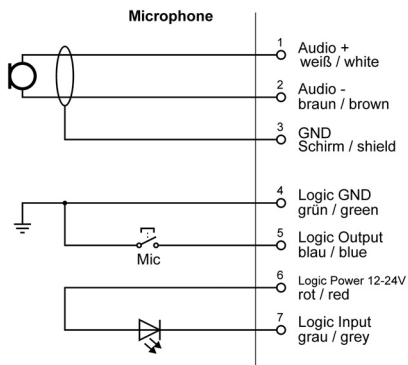 Microphone
1
Audio +
weiß / white
2
Audio -
braun / brown
3
GND
Schirm / shield
4
Logic GND
grün / green
5
Logic Output
blau / blue
Mic
6
Logic Power 12-24V
rot / red
7
Logic Input
grau / grey